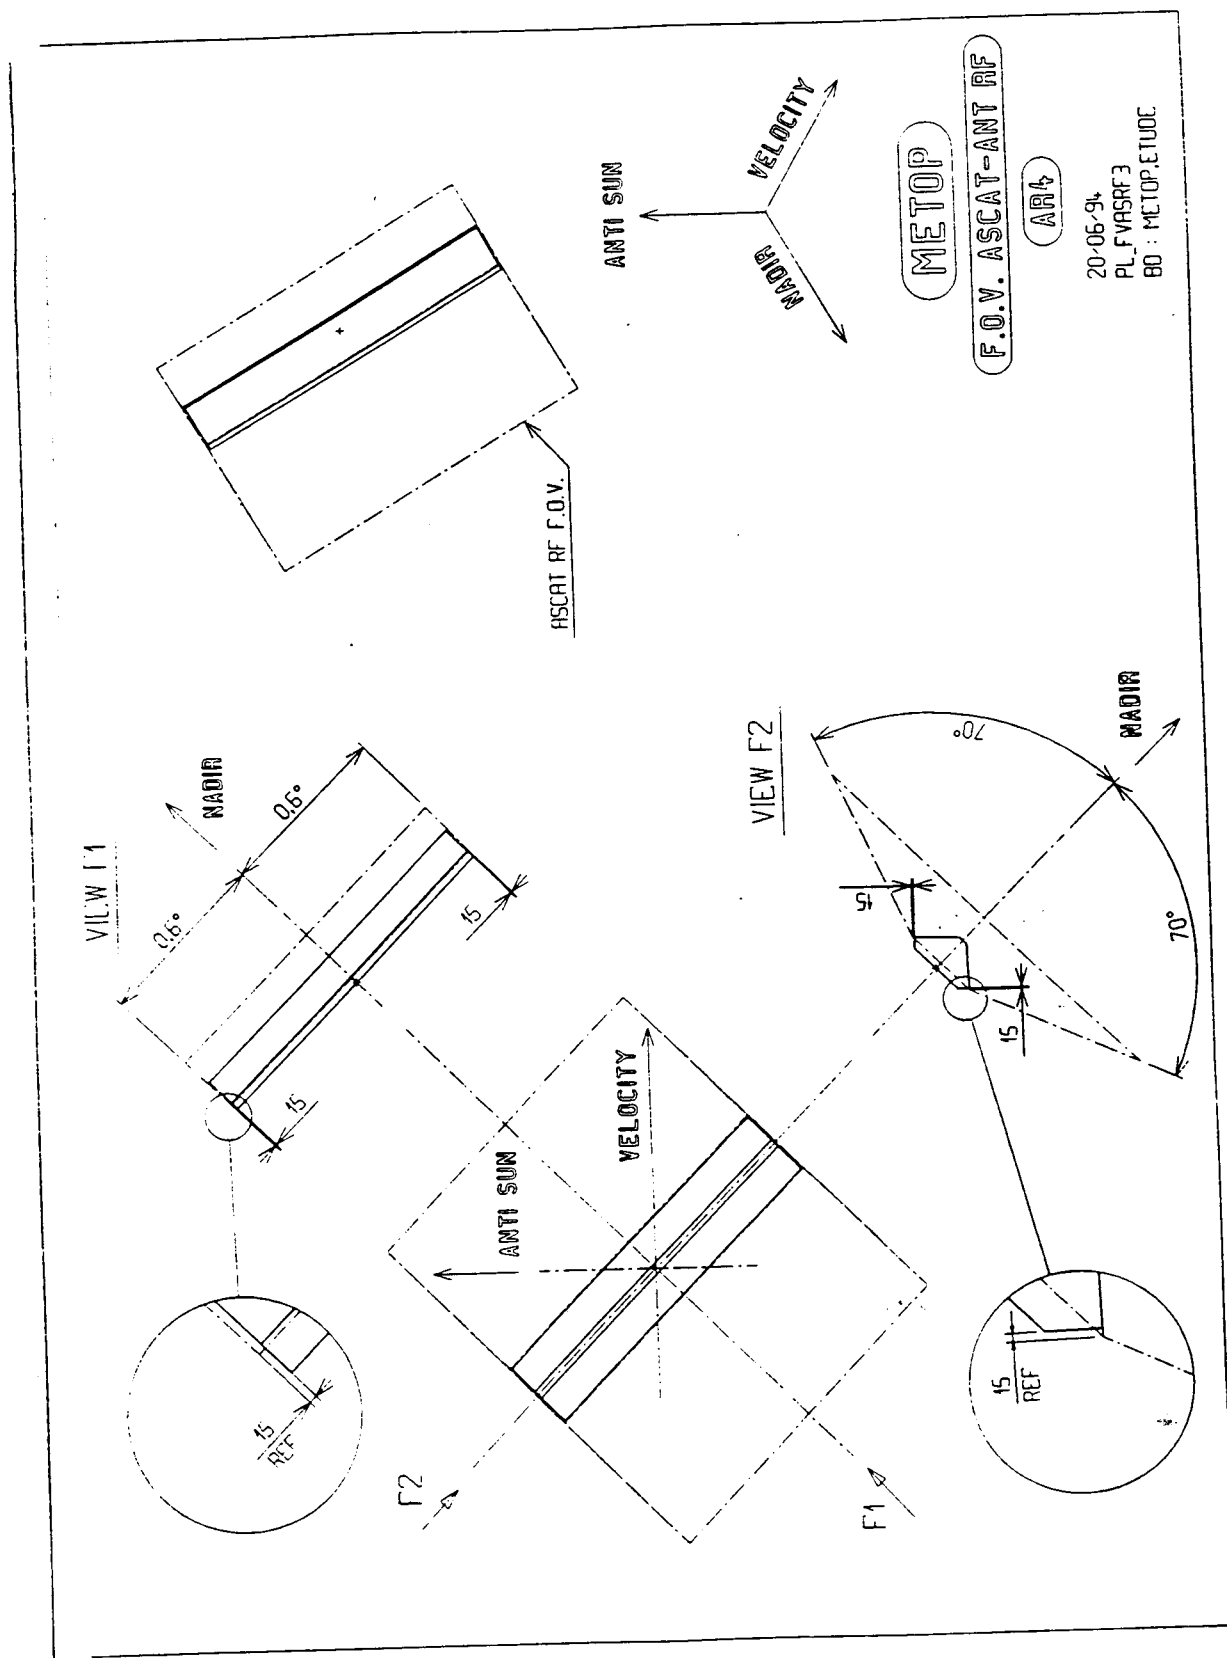 VIEW F1
0,6°
0,6°
NADIR
15
15
15
REF
F2
F1
ANTI SUN
VELOCITY
VIEW F2
15
15
70°
70°
NADIR
15
REF
ASCAT RF F.O.V.
ANTI SUN
VELOCITY
NADIR
METOP
F.O.V. ASCAT-ANT RF
AR4
20/06/94
PL_FVASRF3
BD : METOP.ETUDE